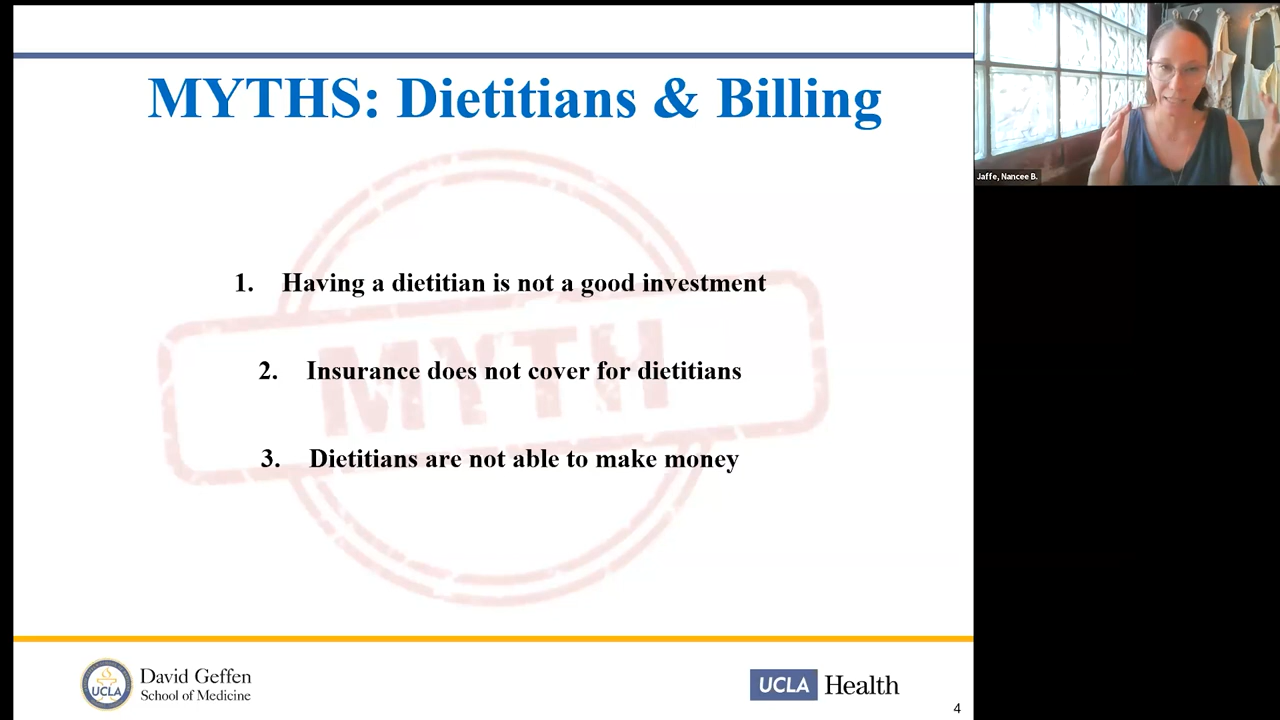 MYTHS: Dietitians & Billing
Jaffe, Nancee B.
1. Having a dietitian is not a good investment
2. Insurance does not cover for dietitians
MYTH
3. Dietitians are not able to make money
UCLA
David Geffen
School of Medicine
UCLA Health
4